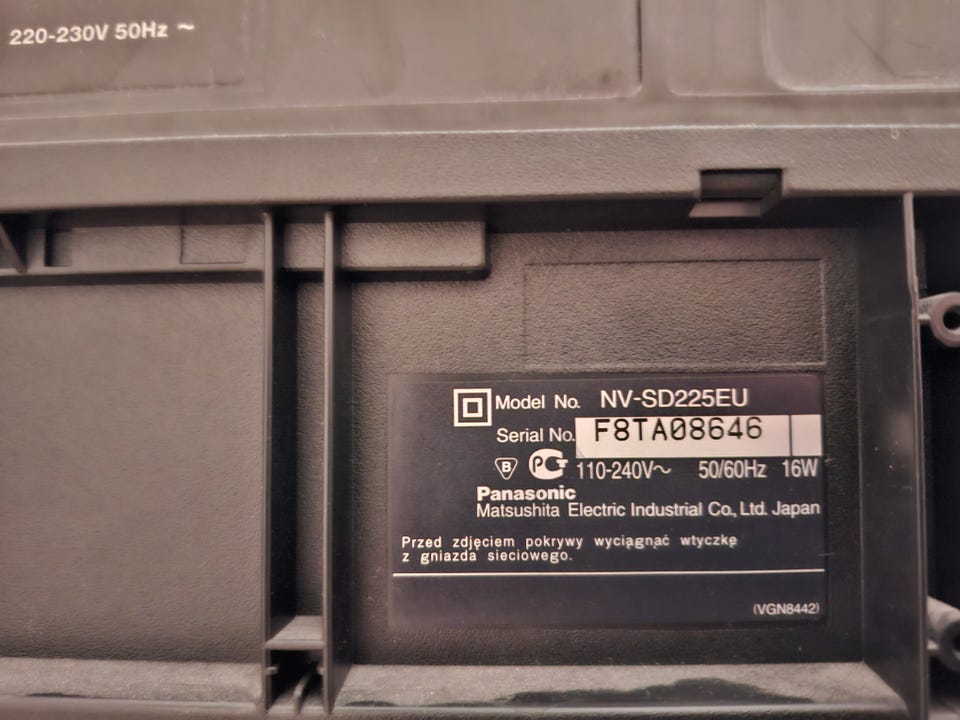 220-230V 50Hz ~
Model No. NV-SD225EU
Serial No. F8TA08646
B PCT 110-240V~ 50/60Hz 16W
Panasonic
Matsushita Electric Industrial Co., Ltd. Japan
Przed zdjęciem pokrywy wyciągnąć wtyczkę
z gniazda sieciowego.
(VGN8442)